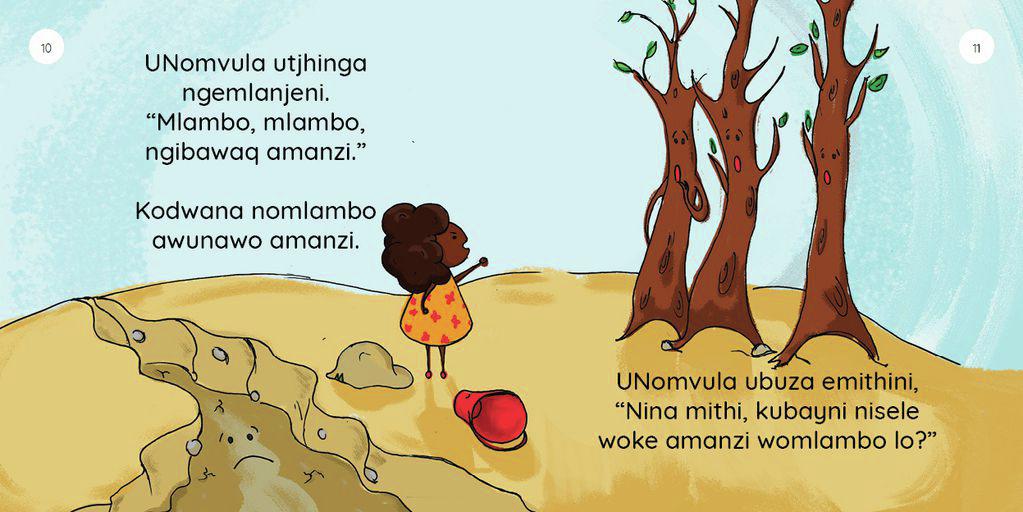 10
UNomvula utjhinga
ngemlanjeni.
“Mlambo, mlambo,
ngibawaq amanzi.”
Kodwana nomlambo
awunawo amanzi.
11
UNomvula ubuza emithini,
“Nina mithi, kubayni nisele
woke amanzi womlambo lo?”